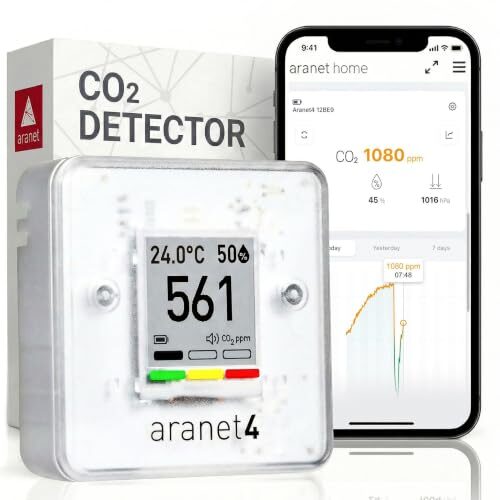 CO2
DETECTOR
aranet
24.0°C 50%
561
CO2 ppm
aranet4
9:41
aranet home
Aranet4 12BE9
CO2 1080 ppm
45 %
1016 hPa
Yesterday
7 days
1080 ppm
07:48